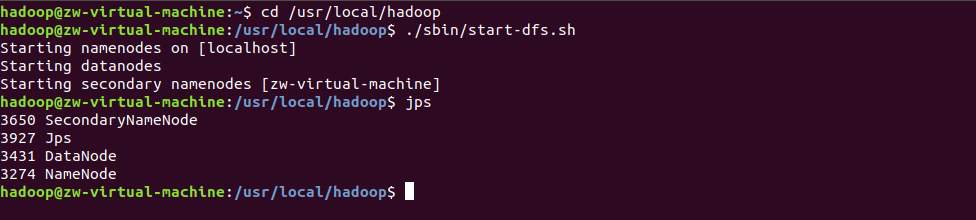 hadoop@zw-virtual-machine:~$ cd /usr/local/hadoop
hadoop@zw-virtual-machine:/usr/local/hadoop$ ./sbin/start-dfs.sh
Starting namenodes on [localhost]
Starting datanodes
Starting secondary namenodes [zw-virtual-machine]
hadoop@zw-virtual-machine:/usr/local/hadoop$ jps
3650 SecondaryNameNode
3927 Jps
3431 DataNode
3274 NameNode
hadoop@zw-virtual-machine:/usr/local/hadoop$